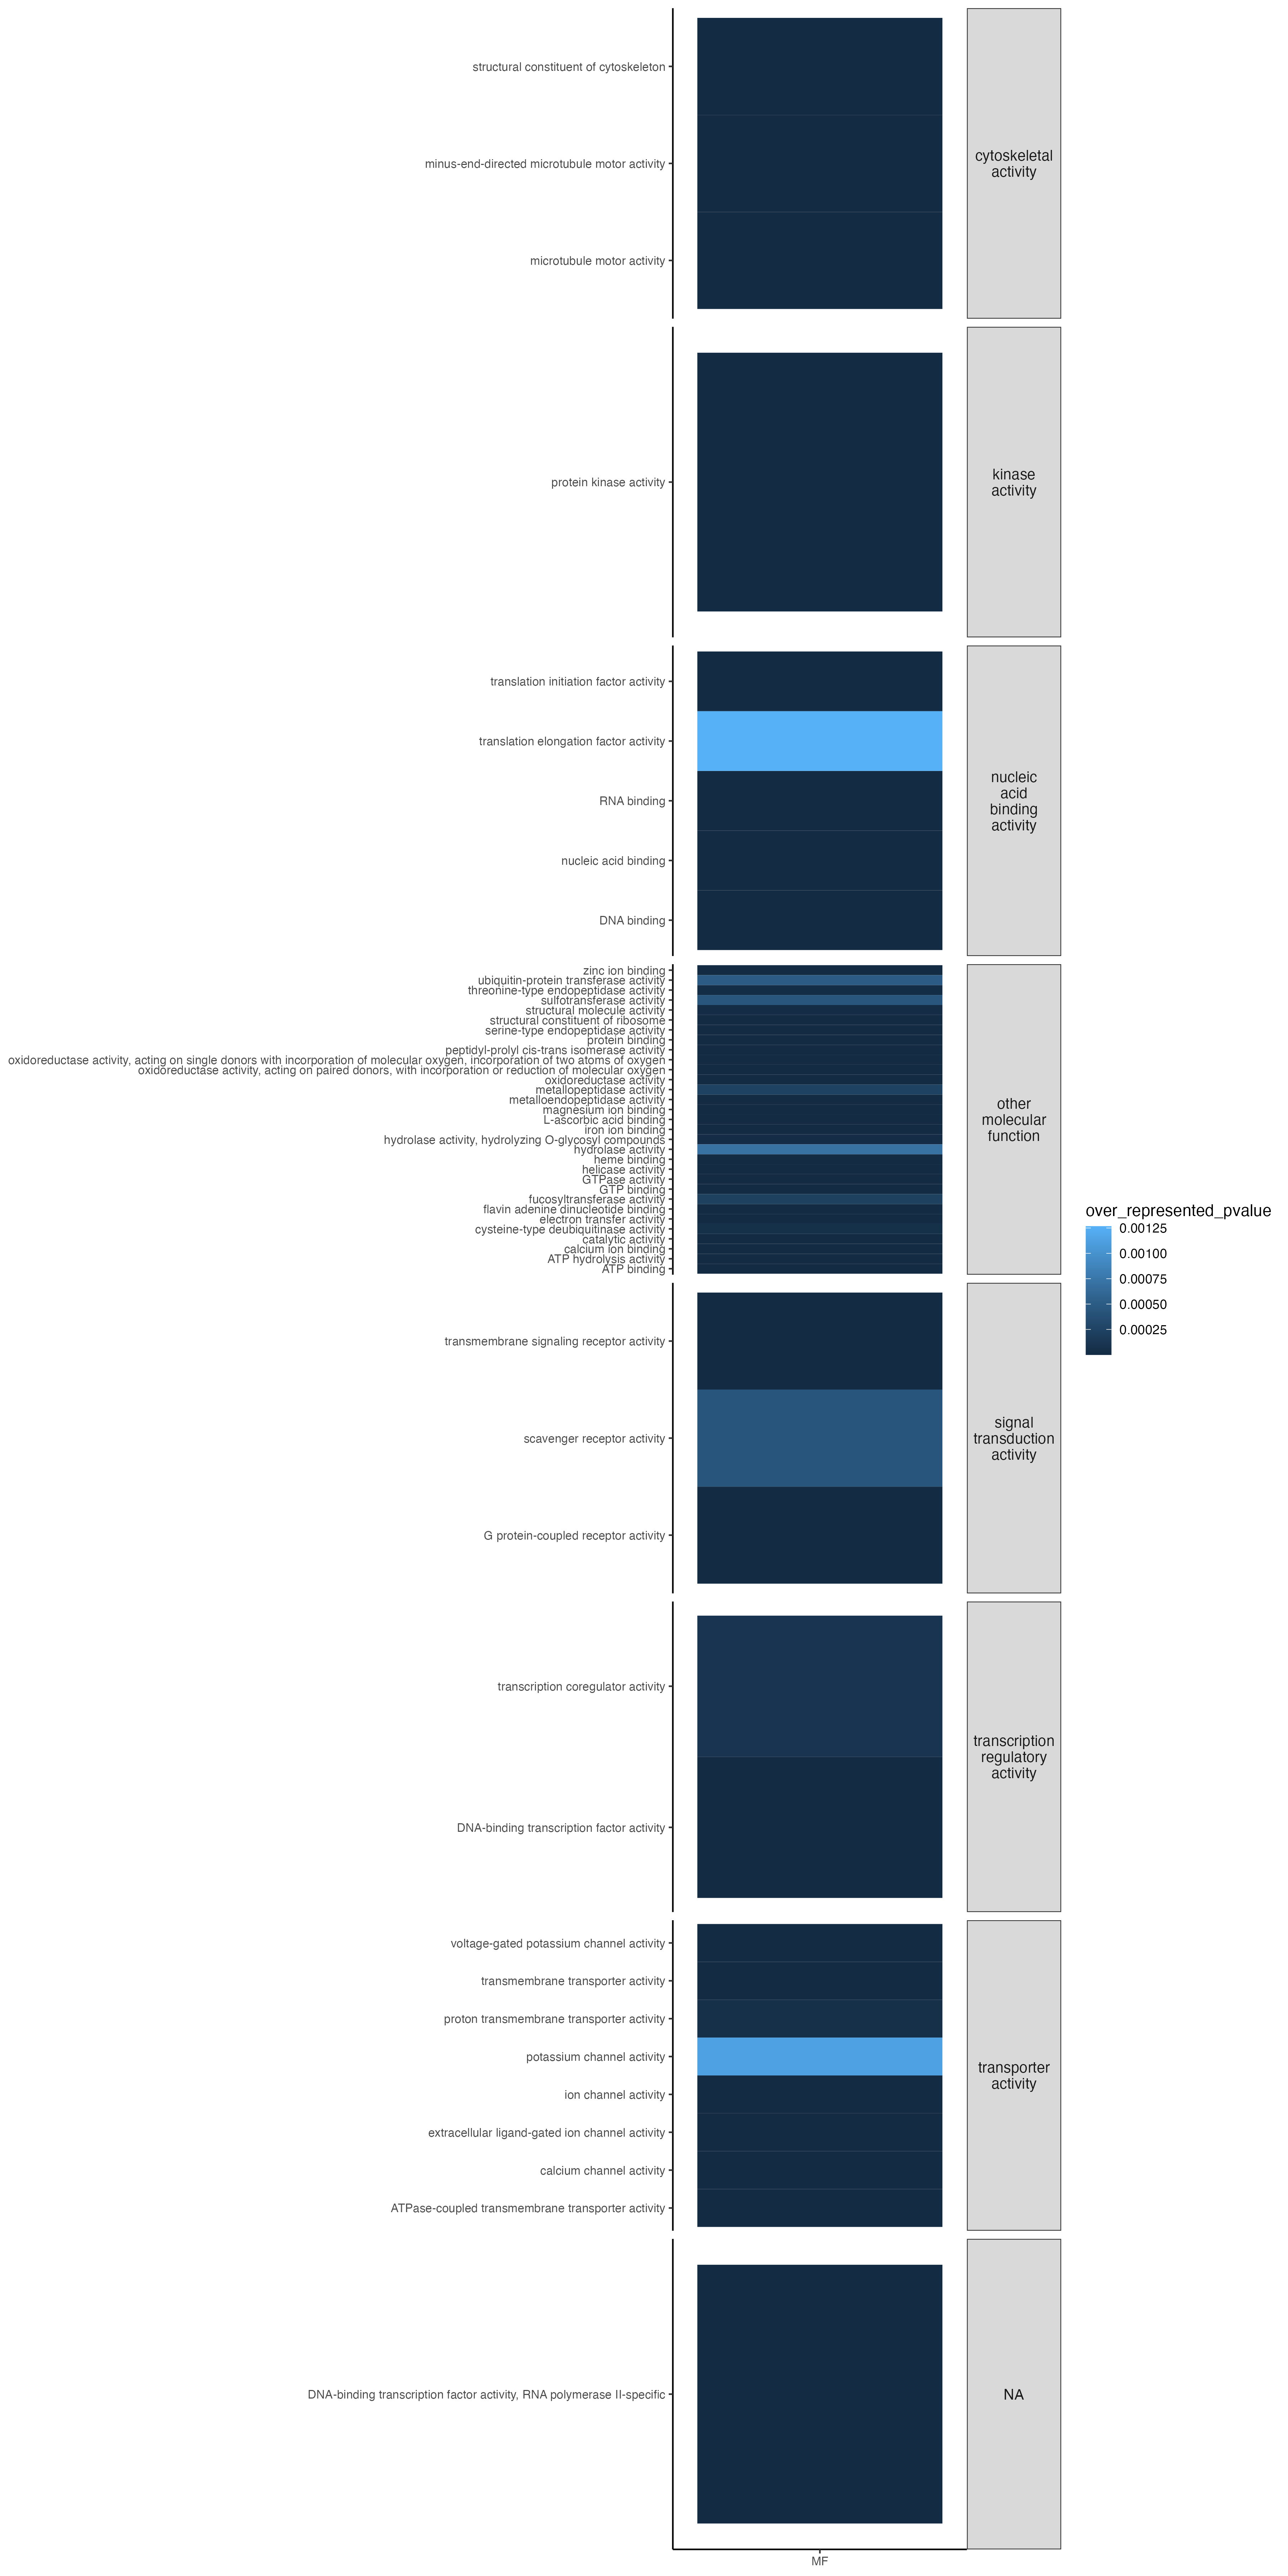 structural constituent of cytoskeleton
minus-end-directed microtubule motor activity
microtubule motor activity
cytoskeletal
activity
protein kinase activity
kinase
activity
translation initiation factor activity
translation elongation factor activity
RNA binding
nucleic acid binding
DNA binding
nucleic
acid
binding
activity
zinc ion binding
ubiquitin-protein transferase activity
threonine-type endopeptidase activity
sulfotransferase activity
structural molecule activity
structural constituent of ribosome
serine-type endopeptidase activity
protein binding
peptidyl-prolyl cis-trans isomerase activity
oxidoreductase activity, acting on single donors with incorporation of molecular oxygen, incorporation of two atoms of oxygen
oxidoreductase activity, acting on paired donors, with incorporation or reduction of molecular oxygen
oxidoreductase activity
metallopeptidase activity
metalloendopeptidase activity
magnesium ion binding
L-ascorbic acid binding
iron ion binding
hydrolase activity, hydrolyzing O-glycosyl compounds
hydrolase activity
heme binding
helicase activity
GTPase activity
GTP binding
fucosyltransferase activity
flavin adenine dinucleotide binding
electron transfer activity
cysteine-type deubiquitinase activity
catalytic activity
calcium ion binding
ATP hydrolysis activity
ATP binding
other
molecular
function
transmembrane signaling receptor activity
scavenger receptor activity
G protein-coupled receptor activity
signal
transduction
activity
transcription coregulator activity
DNA-binding transcription factor activity
transcription
regulatory
activity
voltage-gated potassium channel activity
transmembrane transporter activity
proton transmembrane transporter activity
potassium channel activity
ion channel activity
extracellular ligand-gated ion channel activity
calcium channel activity
ATPase-coupled transmembrane transporter activity
transporter
activity
DNA-binding transcription factor activity, RNA polymerase II-specific
NA
MF
over_represented_pvalue
0.00125
0.00100
0.00075
0.00050
0.00025